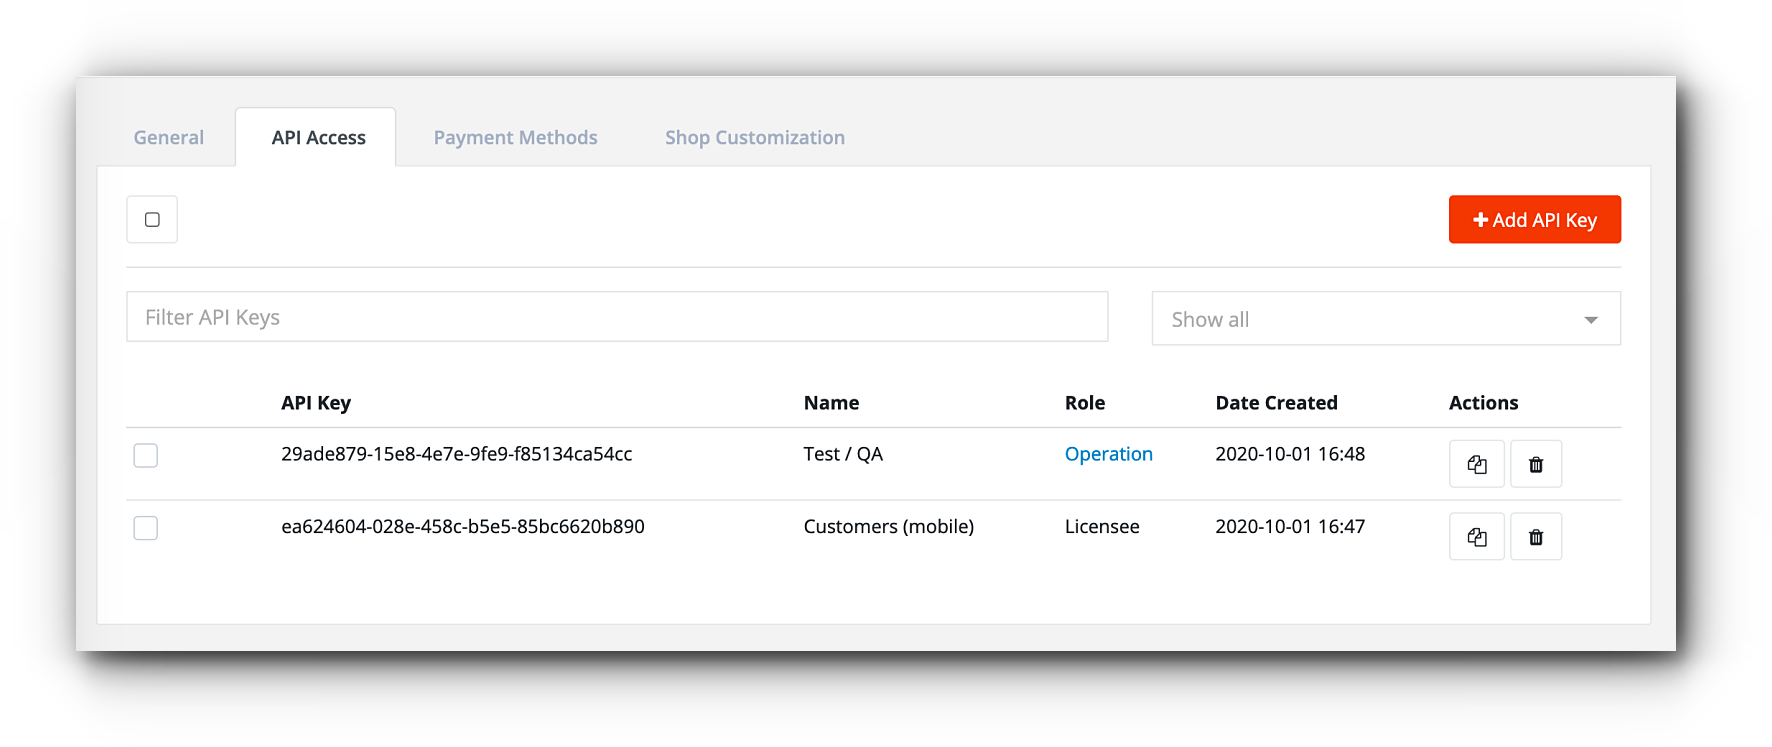 General API Access Payment Methods Shop Customization
Add API Key
Filter API Keys Show all
API Key Name Role Date Created Actions
29ade879-15e8-4e7e-9fe9-f85134ca54cc Test / QA Operation 2020-10-01 16:48
ea624604-028e-458c-b5e5-85bc6620b890 Customers (mobile) Licensee 2020-10-01 16:47